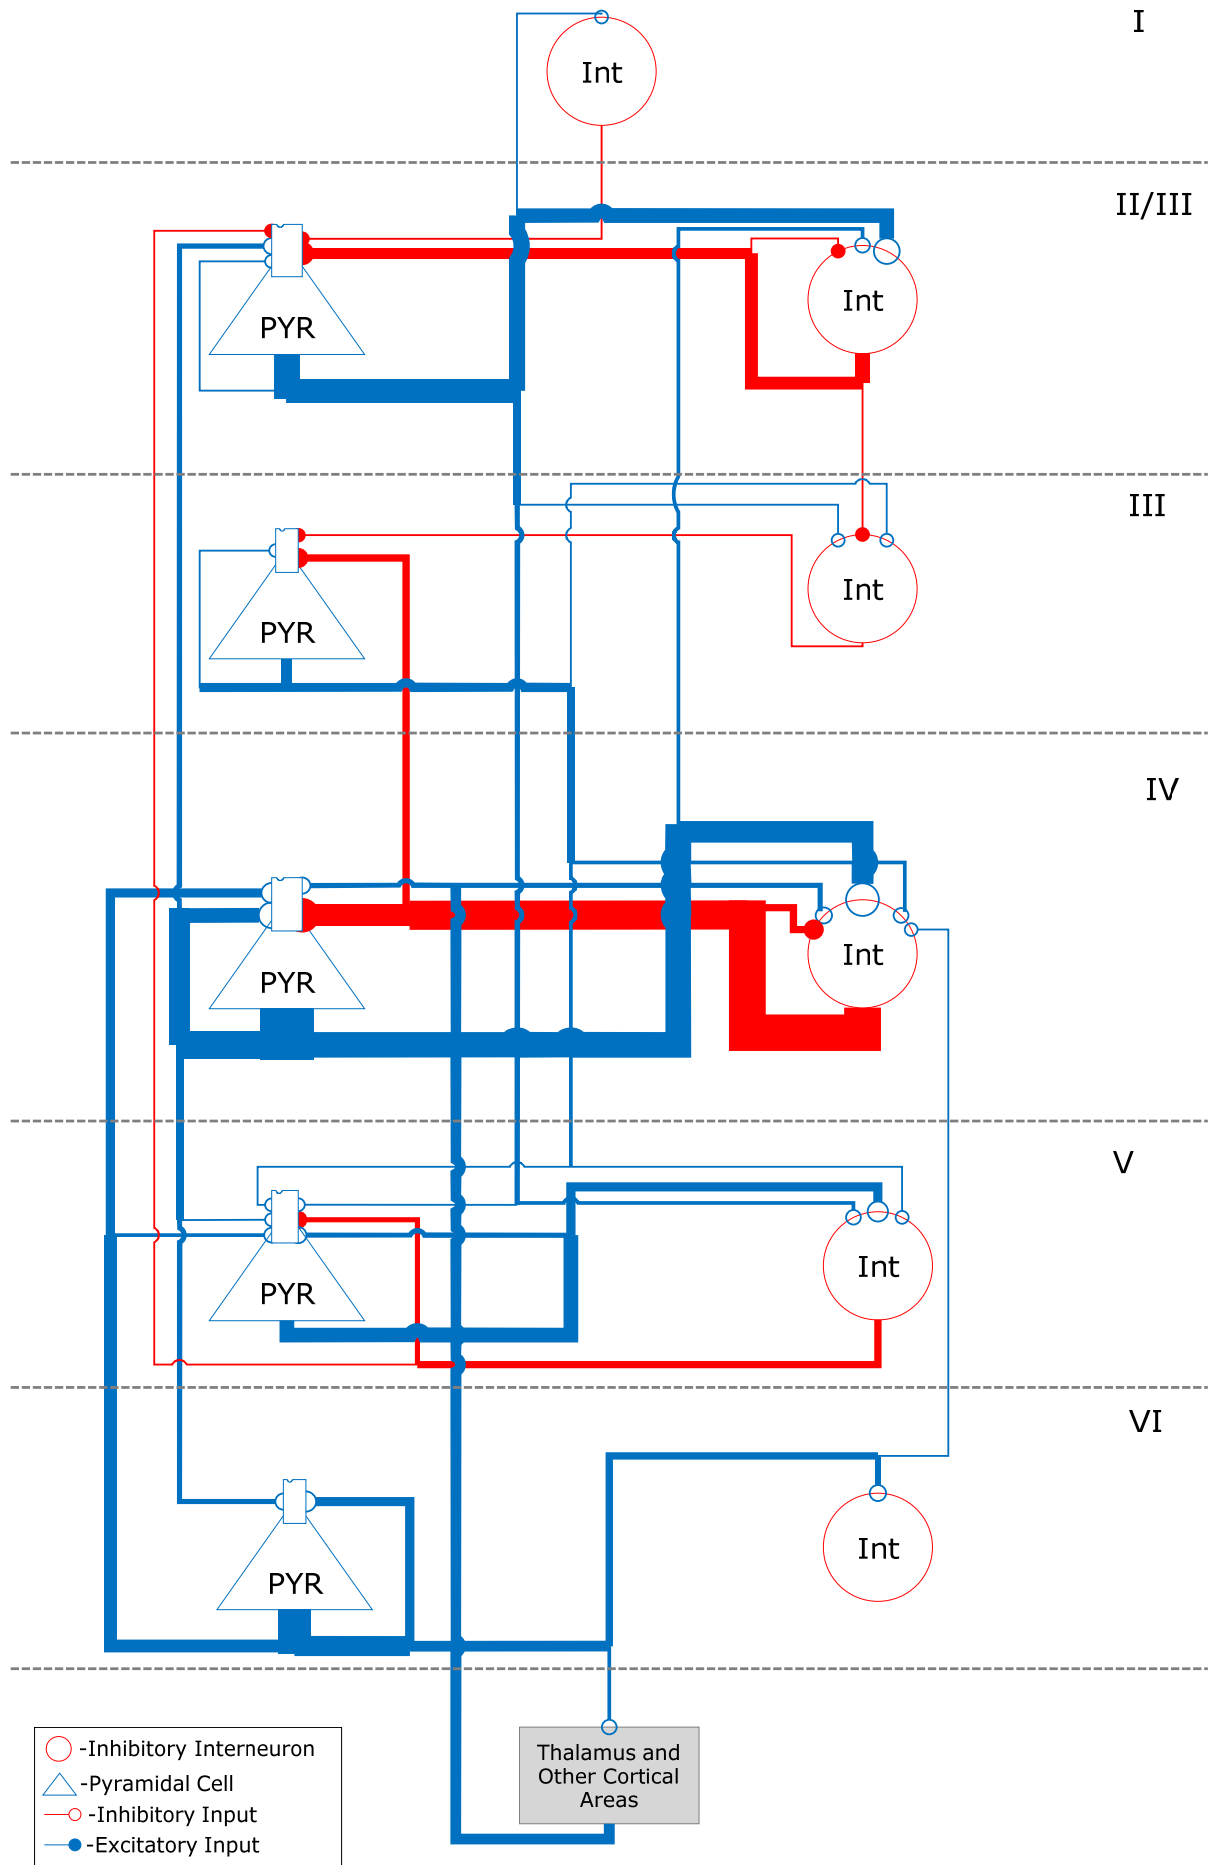 I
Int
II/III
PYR
Int
III
PYR
Int
IV
PYR
Int
V
PYR
Int
VI
PYR
Int
Thalamus and
Other Cortical
Areas
-Inhibitory Interneuron
-Pyramidal Cell
-Inhibitory Input
-Excitatory Input